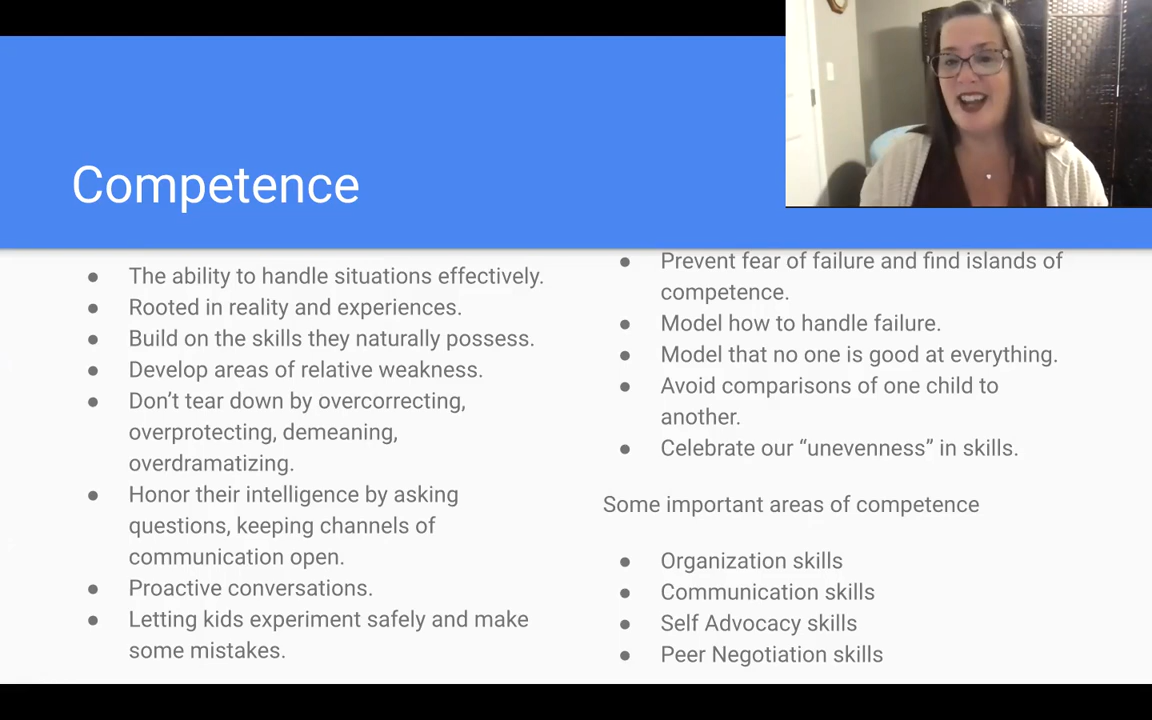 Competence
● The ability to handle situations effectively.
● Rooted in reality and experiences.
● Build on the skills they naturally possess.
● Develop areas of relative weakness.
● Don’t tear down by overcorrecting,
overprotecting, demeaning,
overdramatizing.
● Honor their intelligence by asking
questions, keeping channels of
communication open.
● Proactive conversations.
● Letting kids experiment safely and make
some mistakes.
● Prevent fear of failure and find islands of
competence.
● Model how to handle failure.
● Model that no one is good at everything.
● Avoid comparisons of one child to
another.
● Celebrate our “unevenness” in skills.
Some important areas of competence
● Organization skills
● Communication skills
● Self Advocacy skills
● Peer Negotiation skills